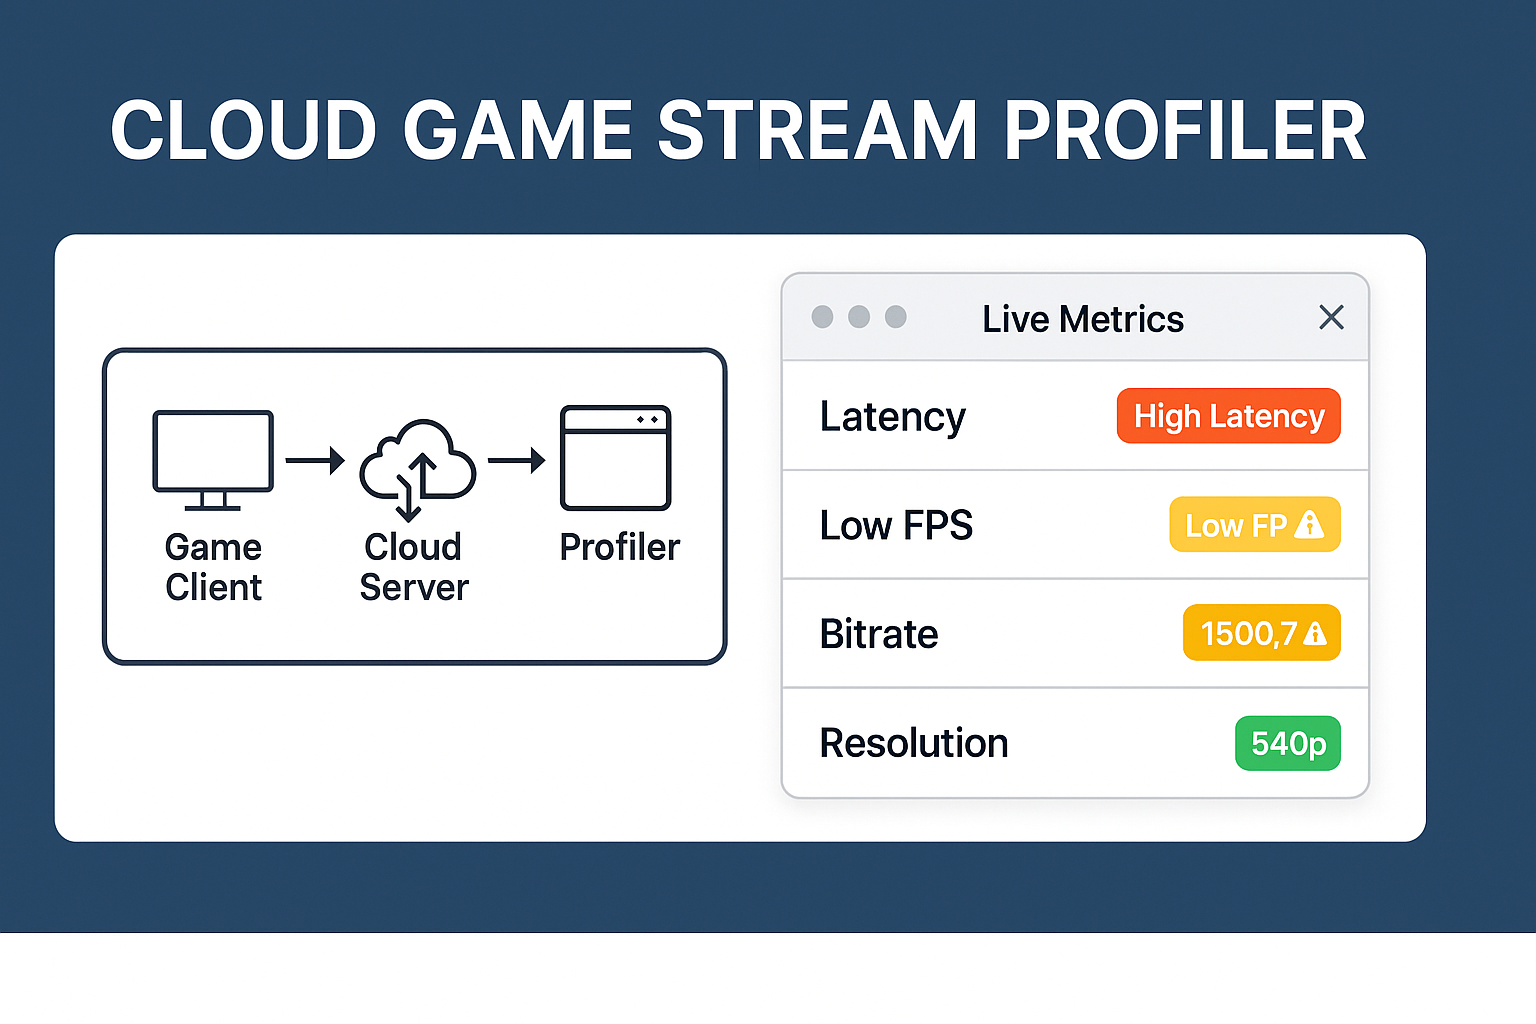 CLOUD GAME STREAM PROFILER
Game
Client
Cloud
Server
Profiler
Live Metrics
Latency
High Latency
Low FPS
Low FP
Bitrate
1500,7
Resolution
540p